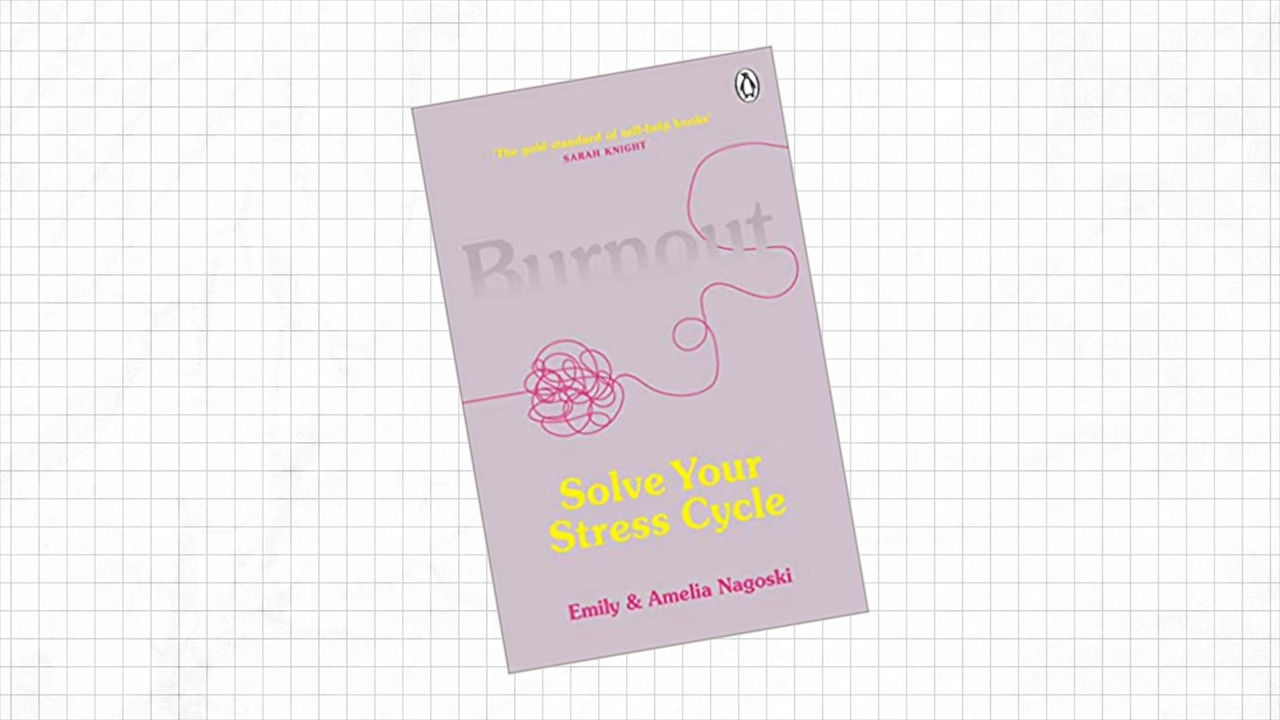 'The gold standard of self-help books'
SARAH KNIGHT
Burnout
Solve Your
Stress Cycle
Emily & Amelia Nagoski